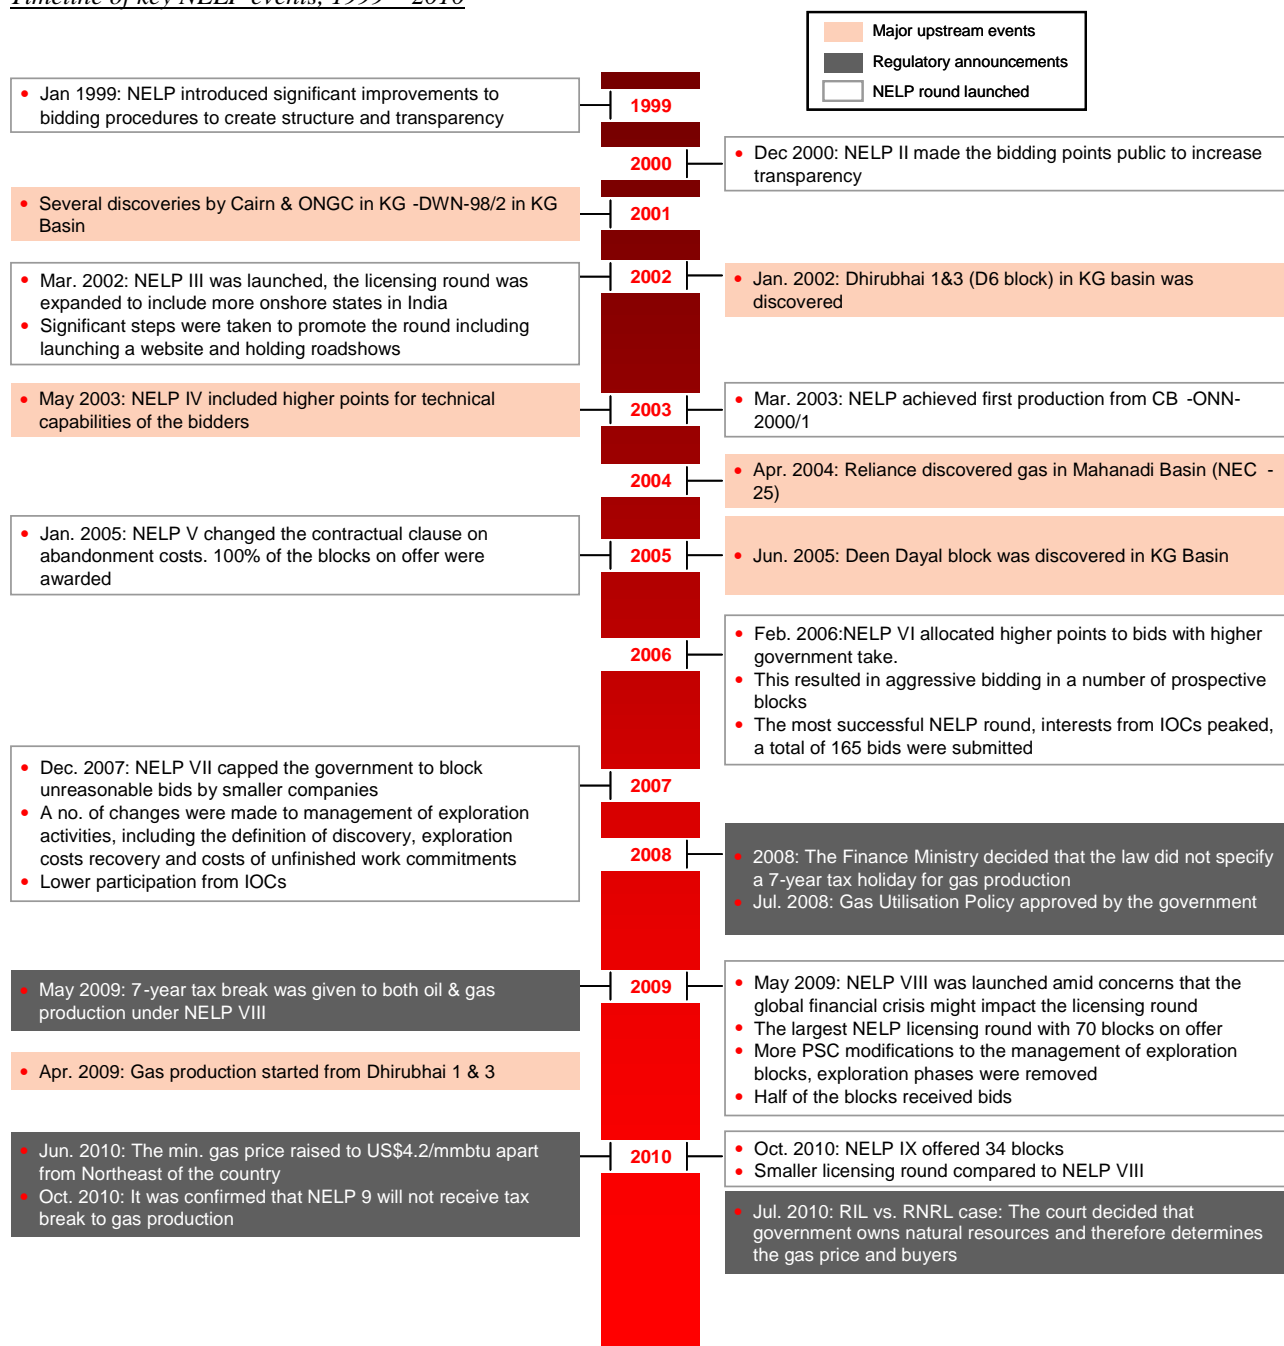 Timeline of key NELP events, 1999 – 2010
Major upstream events
Regulatory announcements
NELP round launched
• Jan 1999: NELP introduced significant improvements to
bidding procedures to create structure and transparency
1999
2000
• Dec 2000: NELP II made the bidding points public to increase
transparency
• Several discoveries by Cairn & ONGC in KG -DWN-98/2 in KG
Basin
2001
• Mar. 2002: NELP III was launched, the licensing round was
expanded to include more onshore states in India
• Significant steps were taken to promote the round including
launching a website and holding roadshows
2002
• Jan. 2002: Dhirubhai 1&3 (D6 block) in KG basin was
discovered
• May 2003: NELP IV included higher points for technical
capabilities of the bidders
2003
• Mar. 2003: NELP achieved first production from CB -ONN-
2000/1
2004
• Apr. 2004: Reliance discovered gas in Mahanadi Basin (NEC -
25)
• Jan. 2005: NELP V changed the contractual clause on
abandonment costs. 100% of the blocks on offer were
awarded
2005
• Jun. 2005: Deen Dayal block was discovered in KG Basin
2006
• Feb. 2006:NELP VI allocated higher points to bids with higher
government take.
• This resulted in aggressive bidding in a number of prospective
blocks
• The most successful NELP round, interests from IOCs peaked,
a total of 165 bids were submitted
• Dec. 2007: NELP VII capped the government to block
unreasonable bids by smaller companies
• A no. of changes were made to management of exploration
activities, including the definition of discovery, exploration
costs recovery and costs of unfinished work commitments
• Lower participation from IOCs
2007
2008
• 2008: The Finance Ministry decided that the law did not specify
a 7-year tax holiday for gas production
• Jul. 2008: Gas Utilisation Policy approved by the government
• May 2009: 7-year tax break was given to both oil & gas
production under NELP VIII
• Apr. 2009: Gas production started from Dhirubhai 1 & 3
2009
• May 2009: NELP VIII was launched amid concerns that the
global financial crisis might impact the licensing round
• The largest NELP licensing round with 70 blocks on offer
• More PSC modifications to the management of exploration
blocks, exploration phases were removed
• Half of the blocks received bids
• Jun. 2010: The min. gas price raised to US$4.2/mmbtu apart
from Northeast of the country
• Oct. 2010: It was confirmed that NELP 9 will not receive tax
break to gas production
2010
• Oct. 2010: NELP IX offered 34 blocks
• Smaller licensing round compared to NELP VIII
• Jul. 2010: RIL vs. RNRL case: The court decided that
government owns natural resources and therefore determines
the gas price and buyers